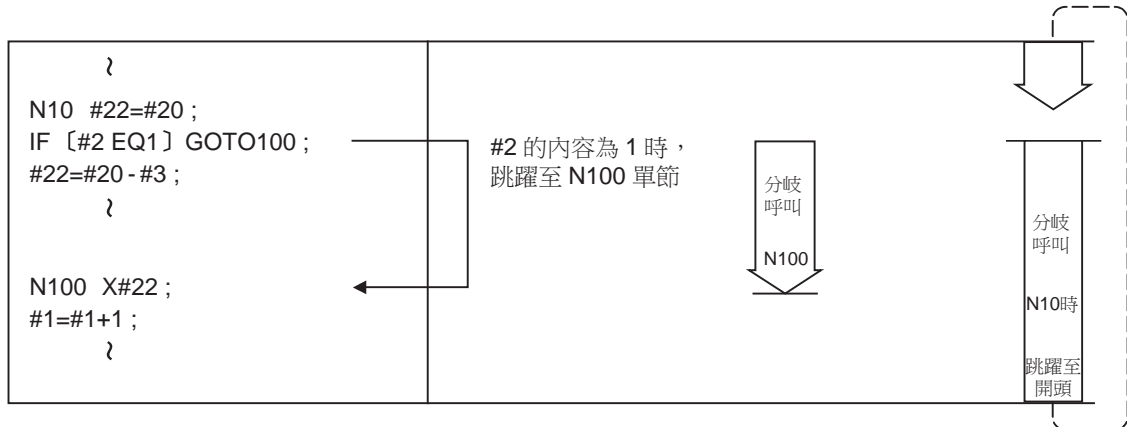 ~
N10 #22=#20 ;
IF〔#2 EQ1〕GOTO100 ;
#22=#20 - #3 ;
~
N100 X#22 ;
#1=#1+1 ;
~
#2 的內容為 1 時，
跳躍至 N100 單節
分岐
呼叫
N100
分岐
呼叫
N10時
跳躍至
開頭